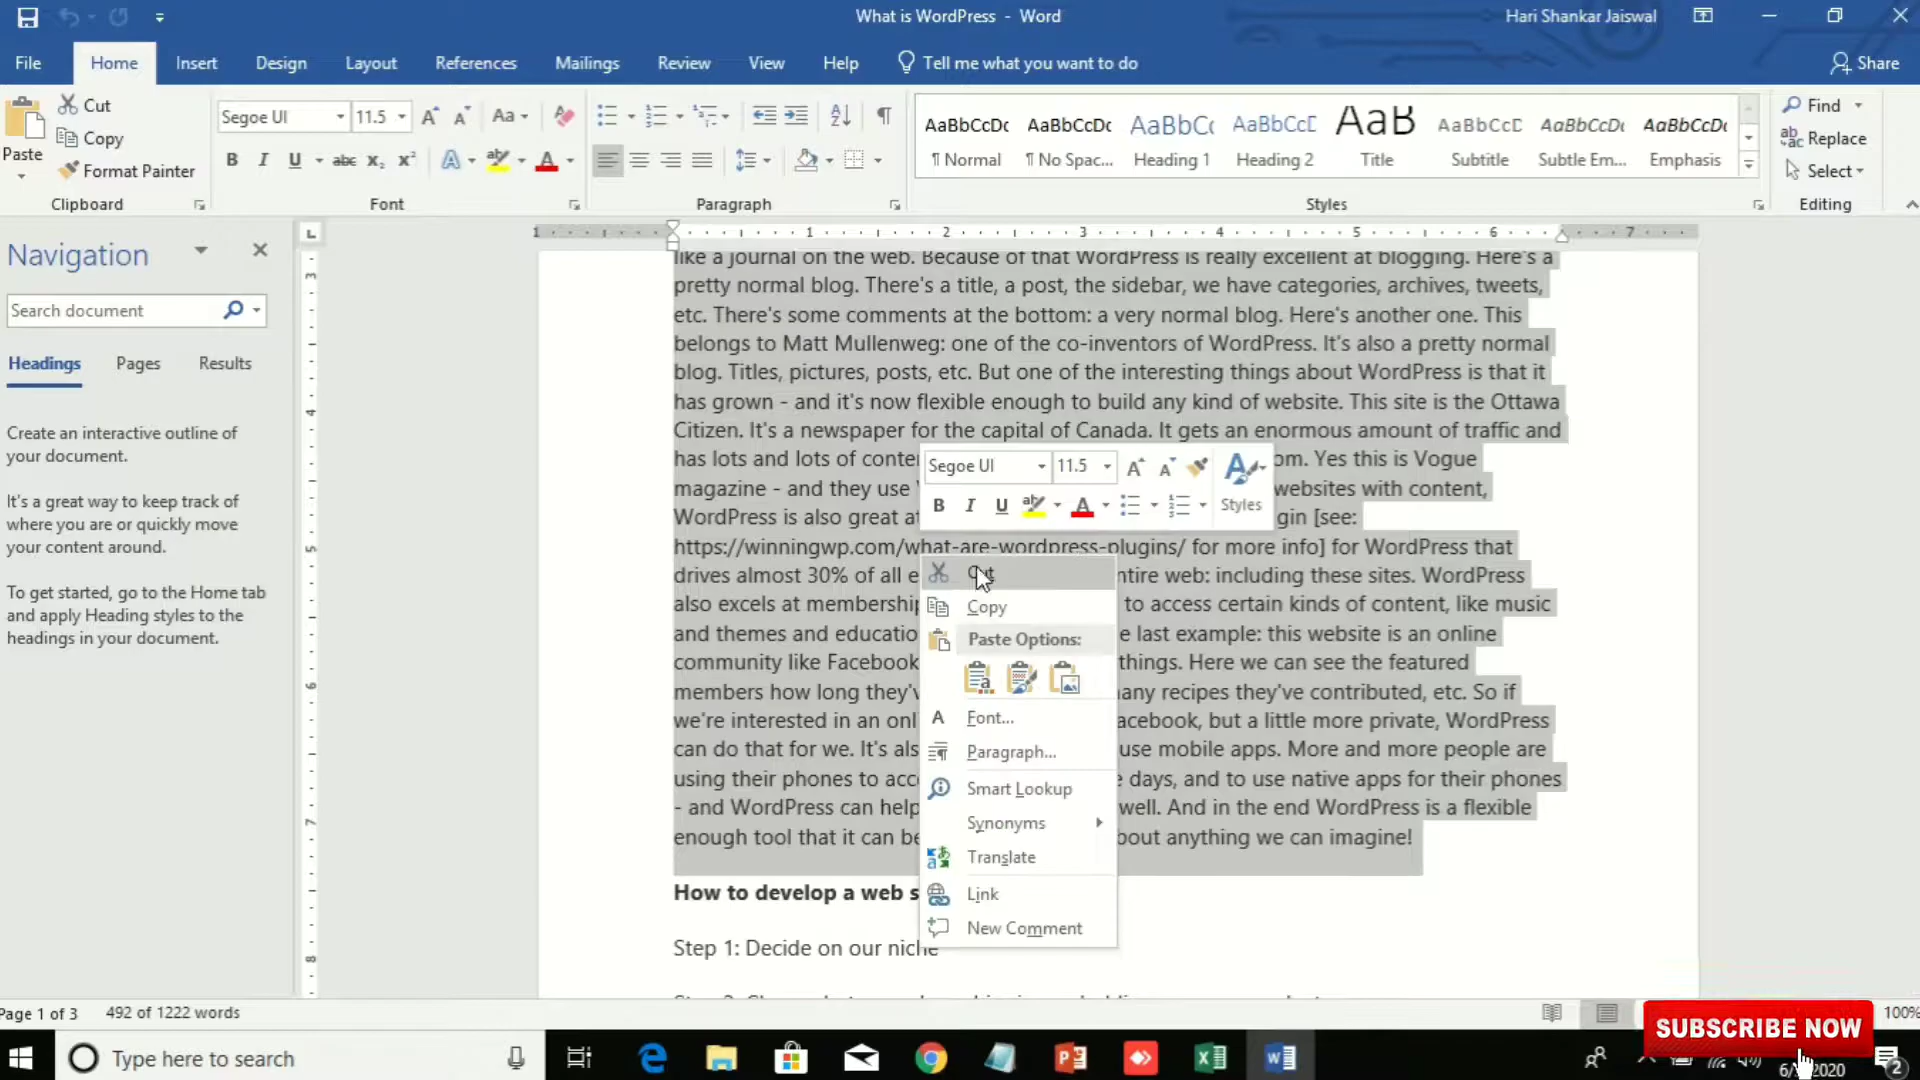 What is WordPress - Word
Hari Shankar Jaiswal
File
Home
Insert
Design
Layout
References
Mailings
Review
View
Help
Tell me what you want to do
Share
Paste
Cut
Copy
Format Painter
Clipboard
Segoe UI
11.5
Font
Paragraph
AaBbCcDc AaBbCcDc AaBbCc AaBbCcE AaB AaBbCcD AaBbCcDc AaBbCcDc
¶ Normal
¶ No Spac...
Heading 1
Heading 2
Title
Subtitle
Subtle Em...
Emphasis
Styles
Find
Replace
Select
Editing
Navigation
Search document
Headings
Pages
Results
Create an interactive outline of
your document.
It's a great way to keep track of
where you are or quickly move
your content around.
To get started, go to the Home tab
and apply Heading styles to the
headings in your document.
1 1 2 3 4 5 6 7
3
4
5
6
7
8
like a journal on the web. Because of that WordPress is really excellent at blogging. Here's a
pretty normal blog. There's a title, a post, the sidebar, we have categories, archives, tweets,
etc. There's some comments at the bottom: a very normal blog. Here's another one. This
belongs to Matt Mullenweg: one of the co-inventors of WordPress. It's also a pretty normal
blog. Titles, pictures, posts, etc. But one of the interesting things about WordPress is that it
has grown - and it's now flexible enough to build any kind of website. This site is the Ottawa
Citizen. It's a newspaper for the capital of Canada. It gets an enormous amount of traffic and
has lots and lots of conte om. Yes this is Vogue
magazine - and they use websites with content,
WordPress is also great at gin [see:
https://winningwp.com/what-are-wordpress-plugins/ for more info] for WordPress that
drives almost 30% of all e ntire web: including these sites. WordPress
also excels at membership to access certain kinds of content, like music
and themes and educatio e last example: this website is an online
community like Facebook things. Here we can see the featured
members how long they'v any recipes they've contributed, etc. So if
we're interested in an onl acebook, but a little more private, WordPress
can do that for we. It's als use mobile apps. More and more people are
using their phones to acc e days, and to use native apps for their phones
- and WordPress can help well. And in the end WordPress is a flexible
enough tool that it can be bout anything we can imagine!
How to develop a web s
Step 1: Decide on our niche
Segoe UI
11.5
Styles
Cut
Copy
Paste Options:
Font...
Paragraph...
Smart Lookup
Synonyms
Translate
Link
New Comment
Page 1 of 3
492 of 1222 words
100%
SUBSCRIBE NOW
Type here to search
2020
2